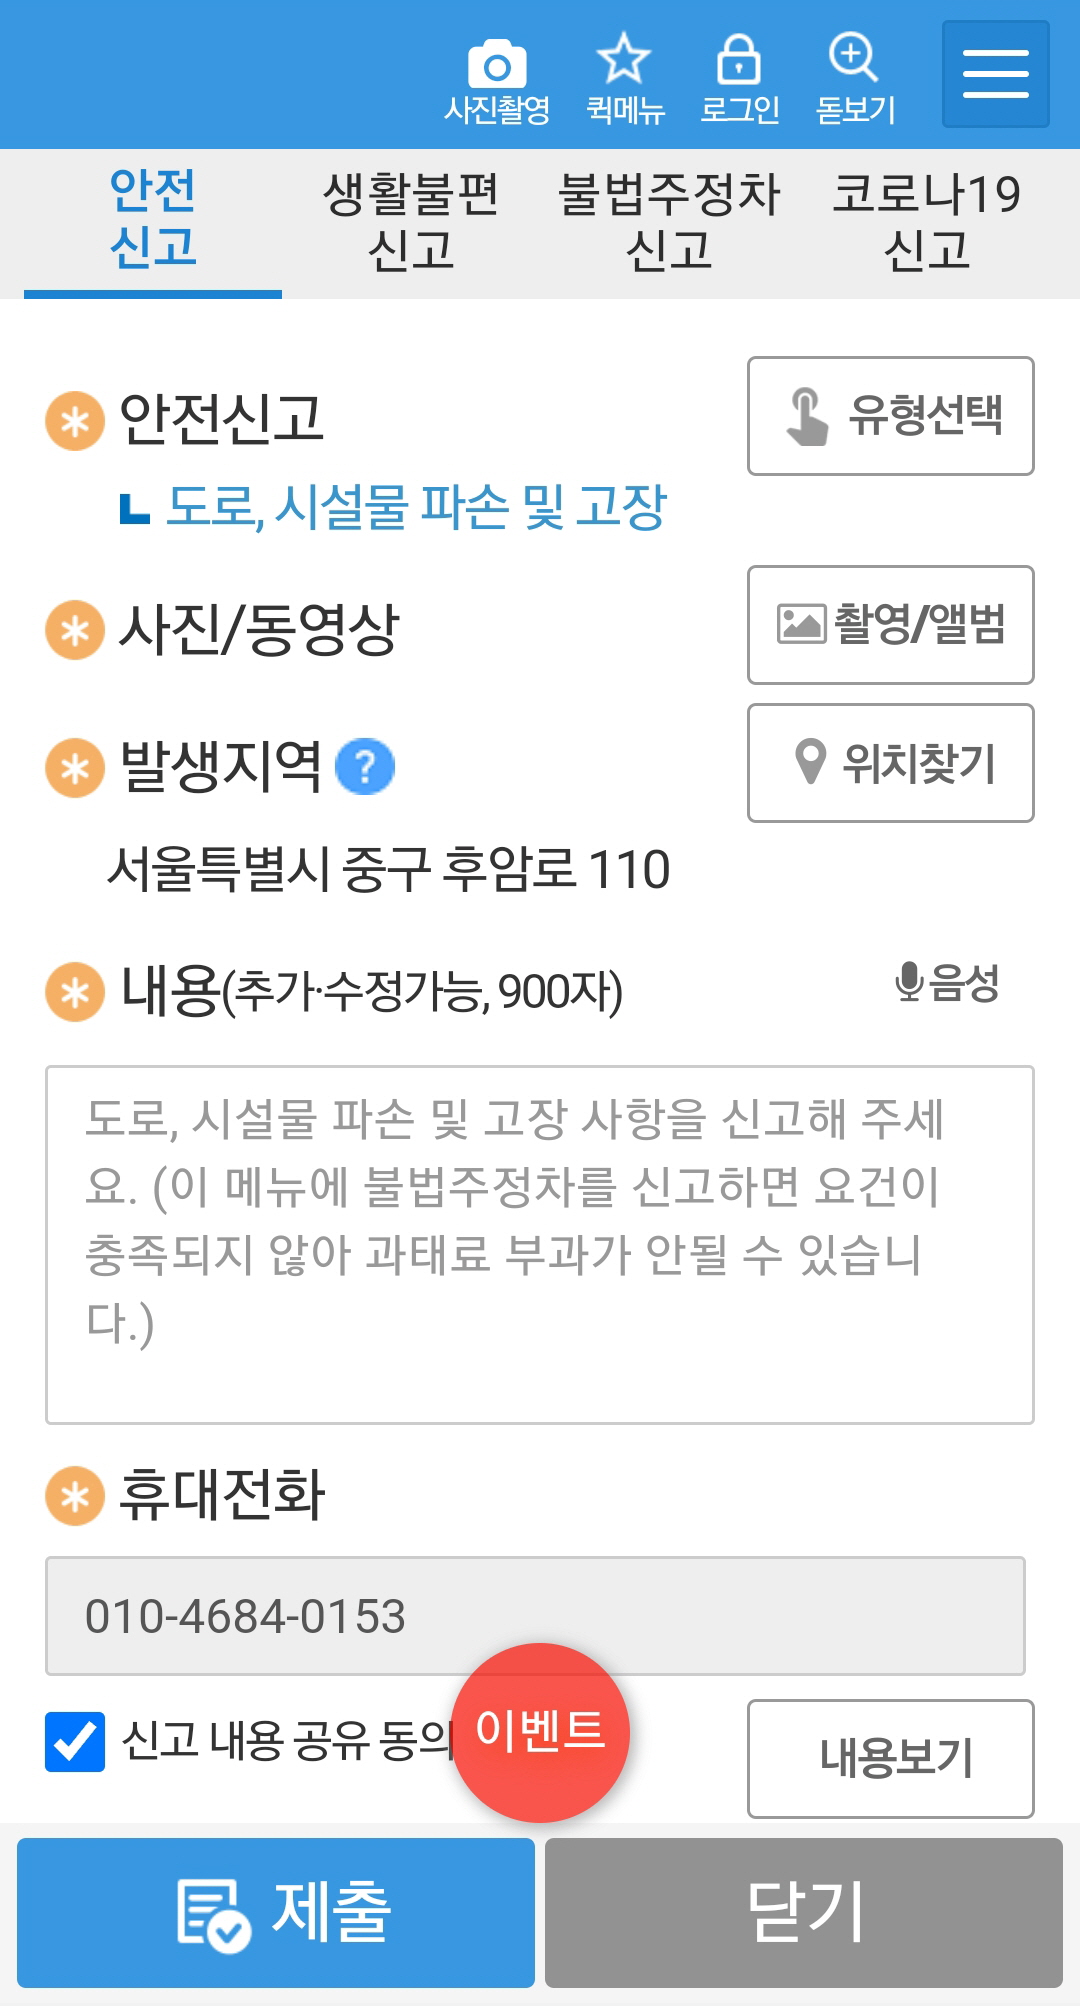 사진촬영 퀵메뉴 로그인 돋보기
안전 생활불편 불법주정차 코로나19
신고 신고 신고 신고
안전신고 유형선택
도로, 시설물 파손 및 고장
사진/동영상 촬영/앨범
발생지역 ? 위치찾기
서울특별시 중구 후암로 110
내용(추가·수정가능, 900자) 음성
도로, 시설물 파손 및 고장 사항을 신고해 주세
요. (이 메뉴에 불법주정차를 신고하면 요건이
충족되지 않아 과태료 부과가 안될 수 있습니
다.)
휴대전화
010-4684-0153
신고 내용 공유 동의 이벤트 내용보기
제출 닫기